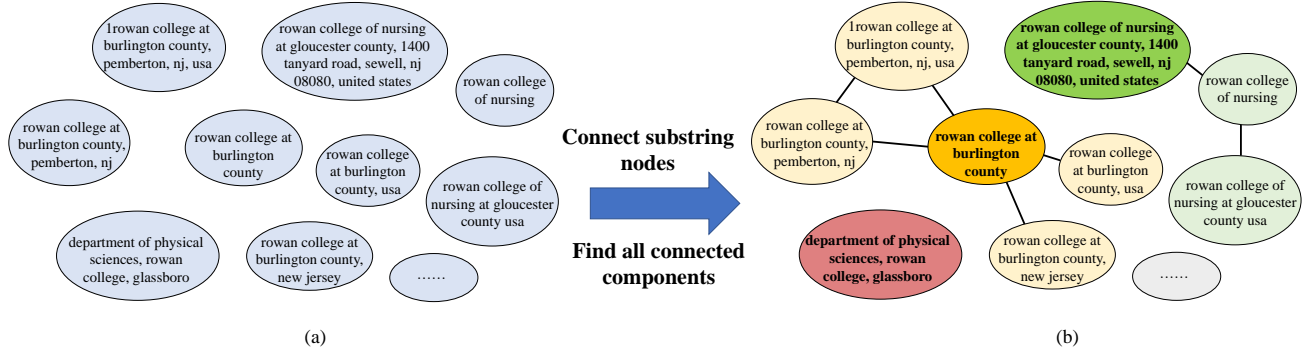 1rowan college at
burlington county,
pemberton, nj, usa
rowan college of nursing
at gloucester county, 1400
tanyard road, sewell, nj
08080, united states
rowan college
of nursing
rowan college at
burlington county,
pemberton, nj
rowan college at
burlington
county
rowan college
at burlington
county, usa
rowan college of
nursing at gloucester
county usa
department of physical
sciences, rowan
college, glassboro
rowan college at
burlington county,
new jersey
......
(a)
Connect substring
nodes
Find all connected
components
1rowan college at
burlington county,
pemberton, nj, usa
rowan college of nursing
at gloucester county, 1400
tanyard road, sewell, nj
08080, united states
rowan college
of nursing
rowan college at
burlington county,
pemberton, nj
rowan college at
burlington
county
rowan college
at burlington
county, usa
rowan college of
nursing at gloucester
county usa
department of physical
sciences, rowan
college, glassboro
rowan college at
burlington county,
new jersey
......
(b)